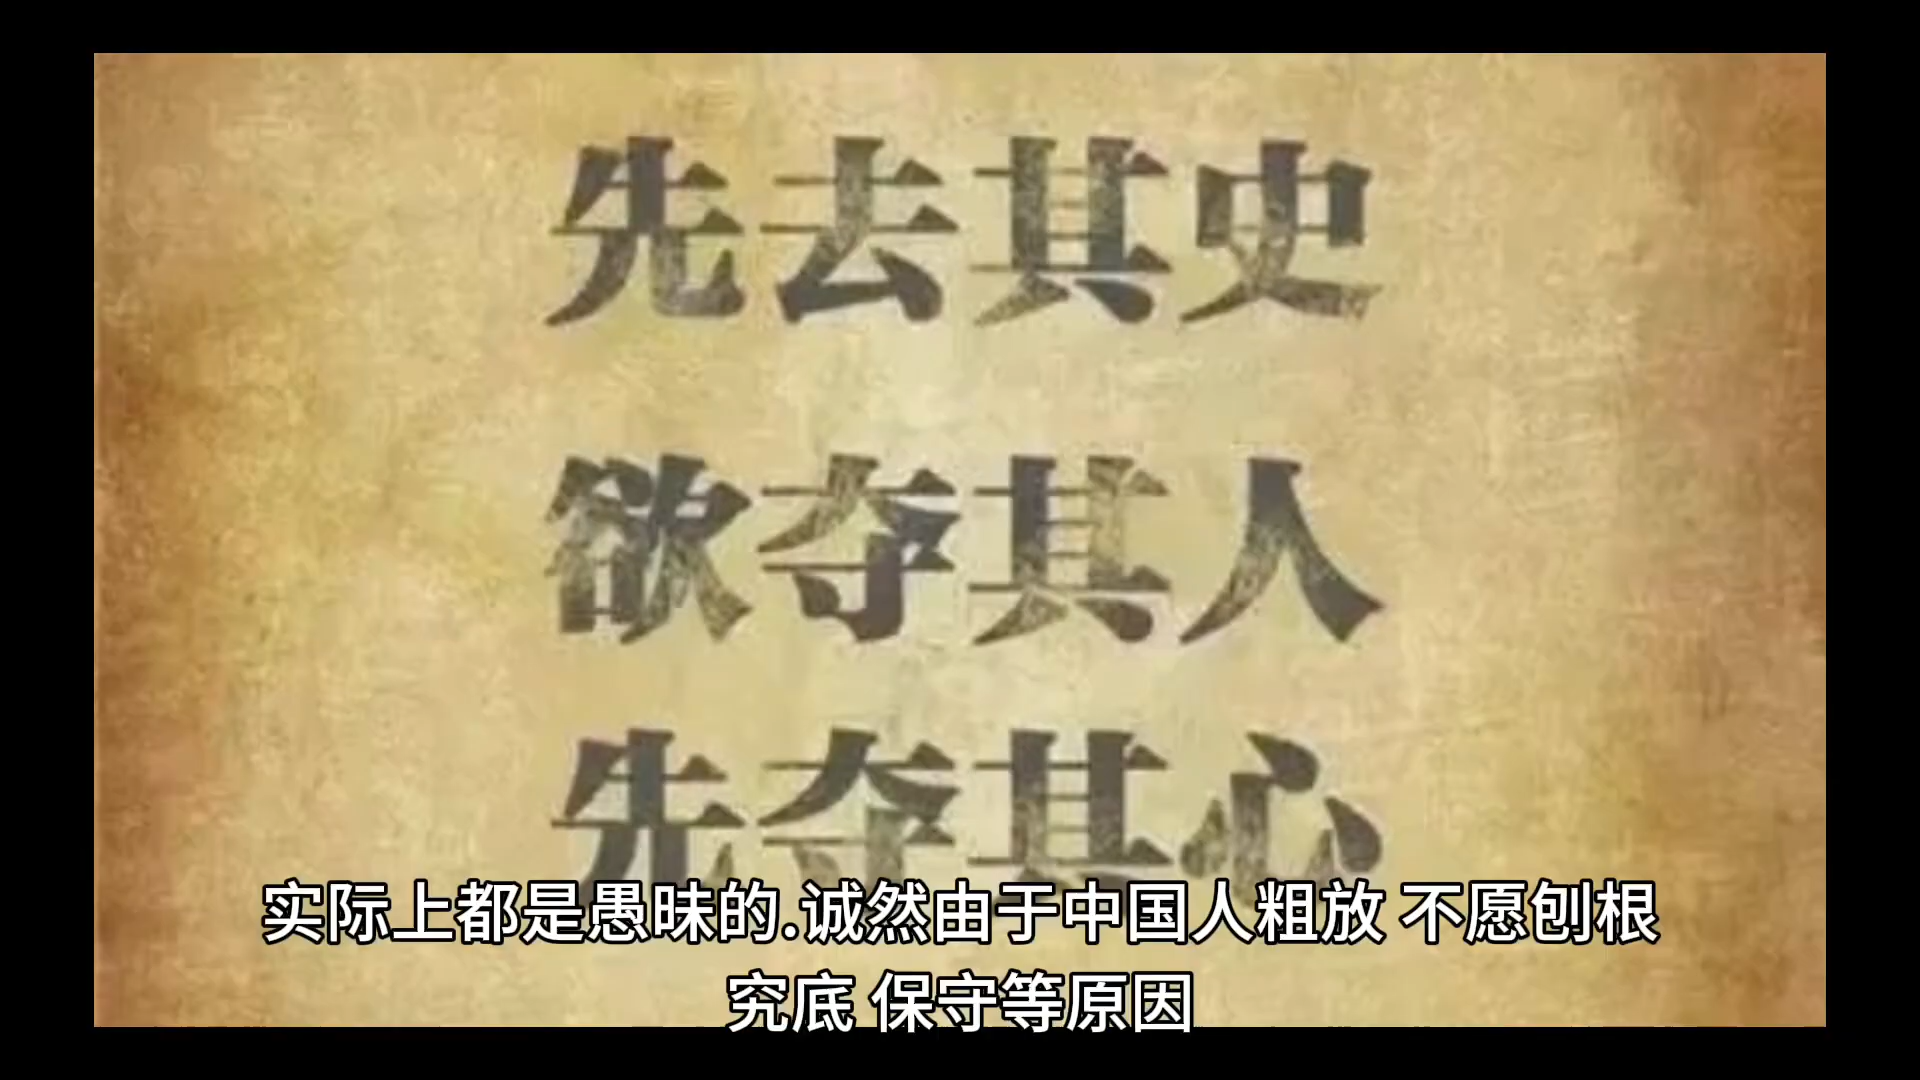 先去其史
欲夺其人
先夺其心
实际上都是愚昧的.诚然由于中国人粗放 不愿刨根
究底 保守等原因